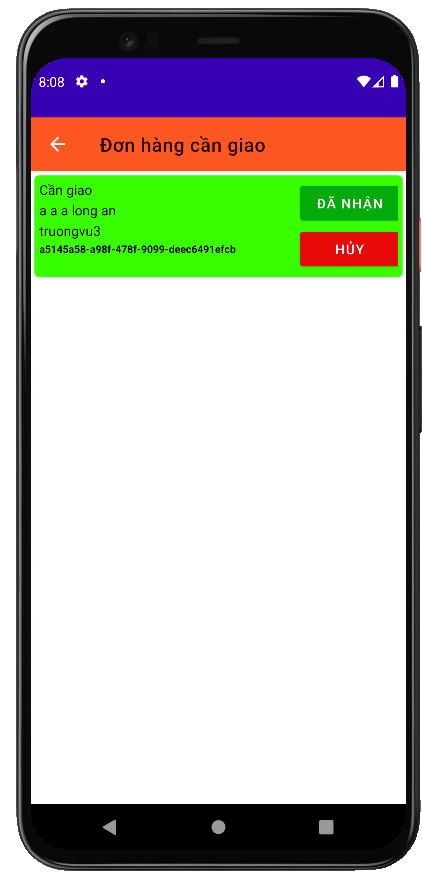 8:08
Đơn hàng cần giao
Cần giao
a a a long an
truongvu3
a5145a58-a98f-478f-9099-deec6491efcb
ĐÃ NHẬN
HỦY